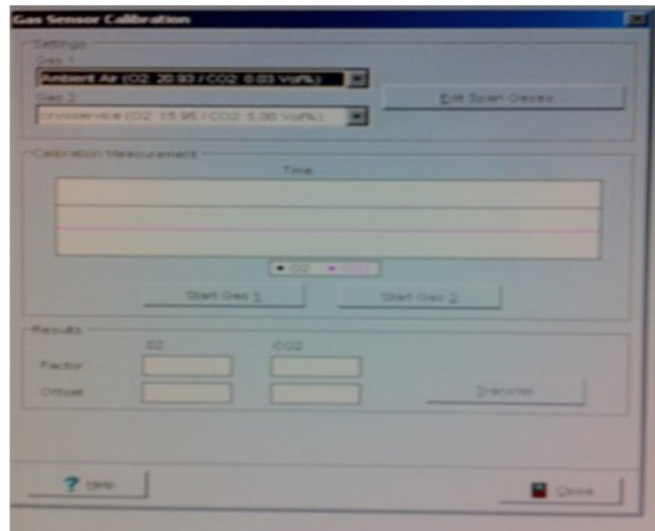 Gas Sensor Calibration
Settings
Gas 1
Ambient Air (O2: 20.93 / CO2: 0.03 Vol%)
Gas 2
cryoservice (O2: 15.95 / CO2: 5.00 Vol%)
Edit Span Gases...
Calibration Measurement
Time
O2 CO2
Start Gas 1
Start Gas 2
Results
O2 CO2
Factor
Offset
Transfer
Help
Close